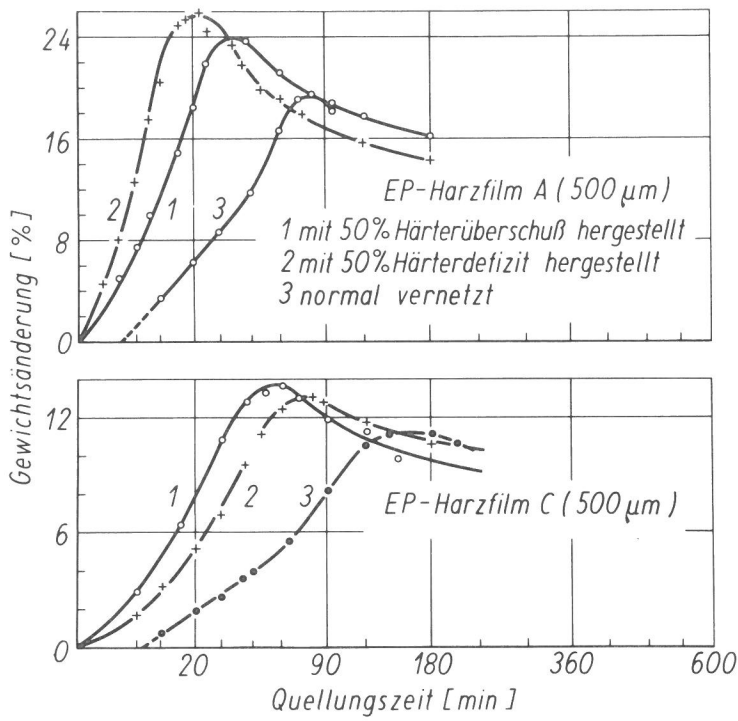 Gewichtsänderung [%]
24
16
8
0
2
1
3
EP-Harzfilm A (500 µm)
1 mit 50% Härterüberschuß hergestellt
2 mit 50% Härterdefizit hergestellt
3 normal vernetzt
12
6
0
1
2
3
EP-Harzfilm C (500 µm)
20 90 180 360 600
Quellungszeit [min]